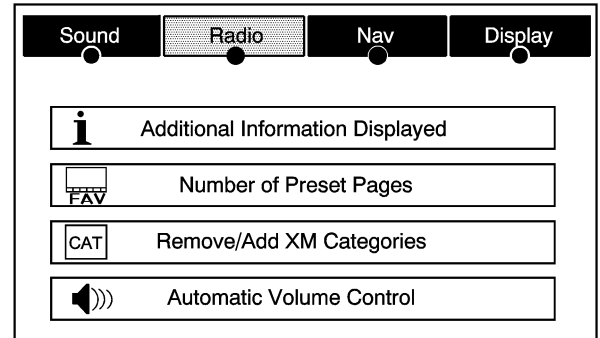 Sound Radio Nav Display
i Additional Information Displayed
FAV Number of Preset Pages
CAT Remove/Add XM Categories
Automatic Volume Control